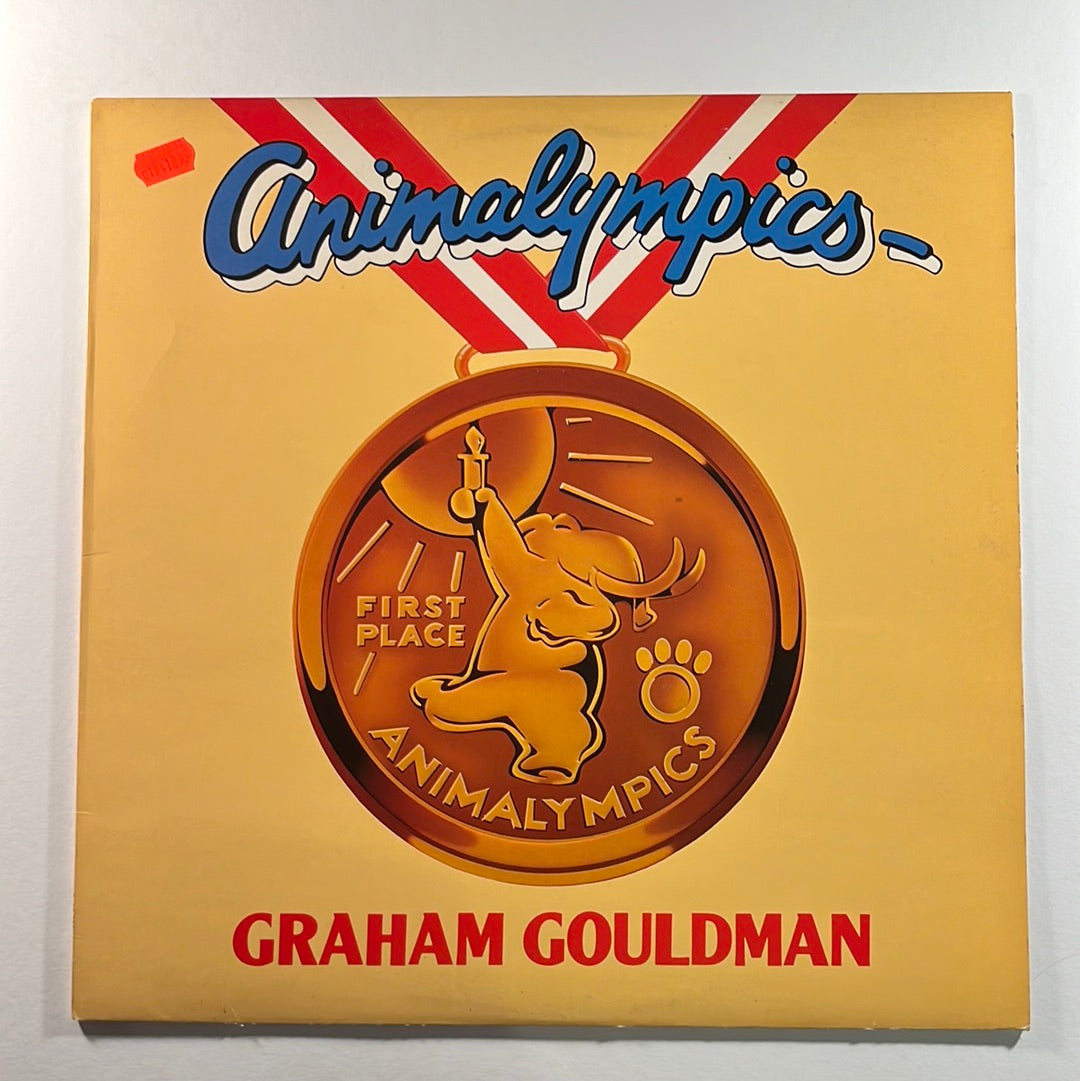 Animalympics-
FIRST
PLACE
ANIMALYMPICS
GRAHAM GOULDMAN